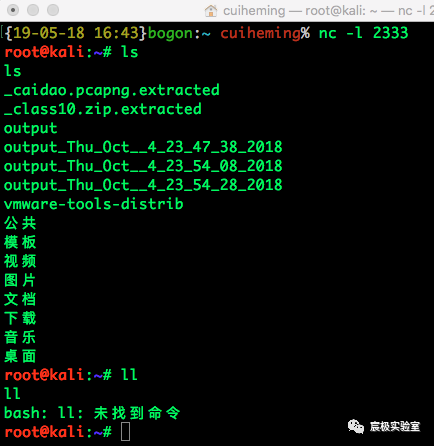 cuiheming — root@kali: ~ — nc -l 2
{19-05-18 16:43}bogon:~ cuiheming% nc -l 2333
root@kali:~# ls
ls
_caidao.pcapng.extracted
_class10.zip.extracted
output
output_Thu_Oct__4_23_47_38_2018
output_Thu_Oct__4_23_54_08_2018
output_Thu_Oct__4_23_54_28_2018
vmware-tools-distrib
公共
模板
视频
图片
文档
下载
音乐
桌面
root@kali:~# ll
ll
bash: ll: 未找到命令
root@kali:~#
宸极实验室